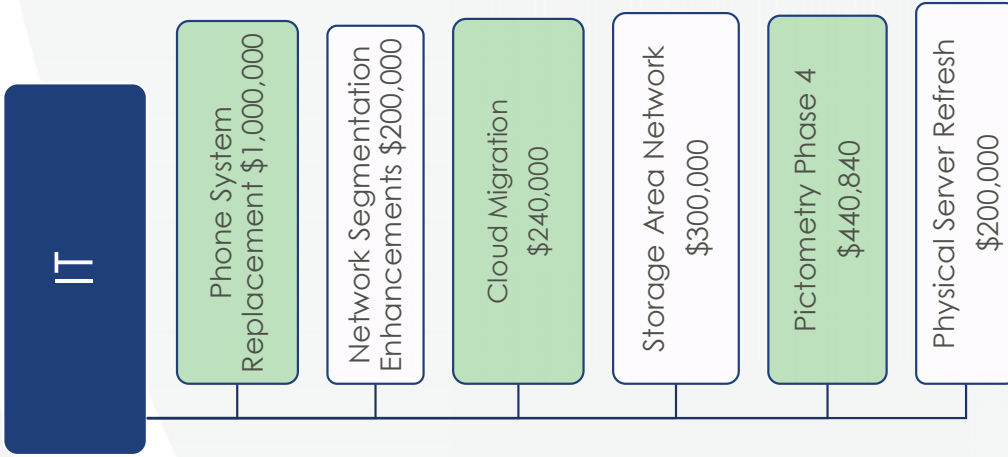 IT
Phone System
Replacement $1,000,000
Network Segmentation
Enhancements $200,000
Cloud Migration
$240,000
Storage Area Network
$300,000
Pictometry Phase 4
$440,840
Physical Server Refresh
$200,000